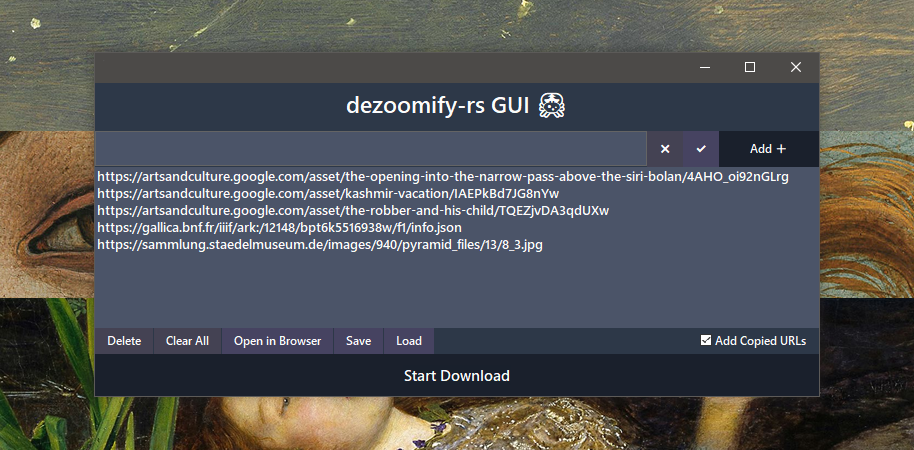 dezoomify-rs GUI
Add +
https://artsandculture.google.com/asset/the-opening-into-the-narrow-pass-above-the-siri-bolan/4AHO_oi92nGLrg
https://artsandculture.google.com/asset/kashmir-vacation/IAEPkBd7JG8nYw
https://artsandculture.google.com/asset/the-robber-and-his-child/TQEZjvDA3qdUXw
https://gallica.bnf.fr/iiif/ark:/12148/bpt6k5516938w/f1/info.json
https://sammlung.staedelmuseum.de/images/940/pyramid_files/13/8_3.jpg
Delete Clear All Open in Browser Save Load Add Copied URLs
Start Download